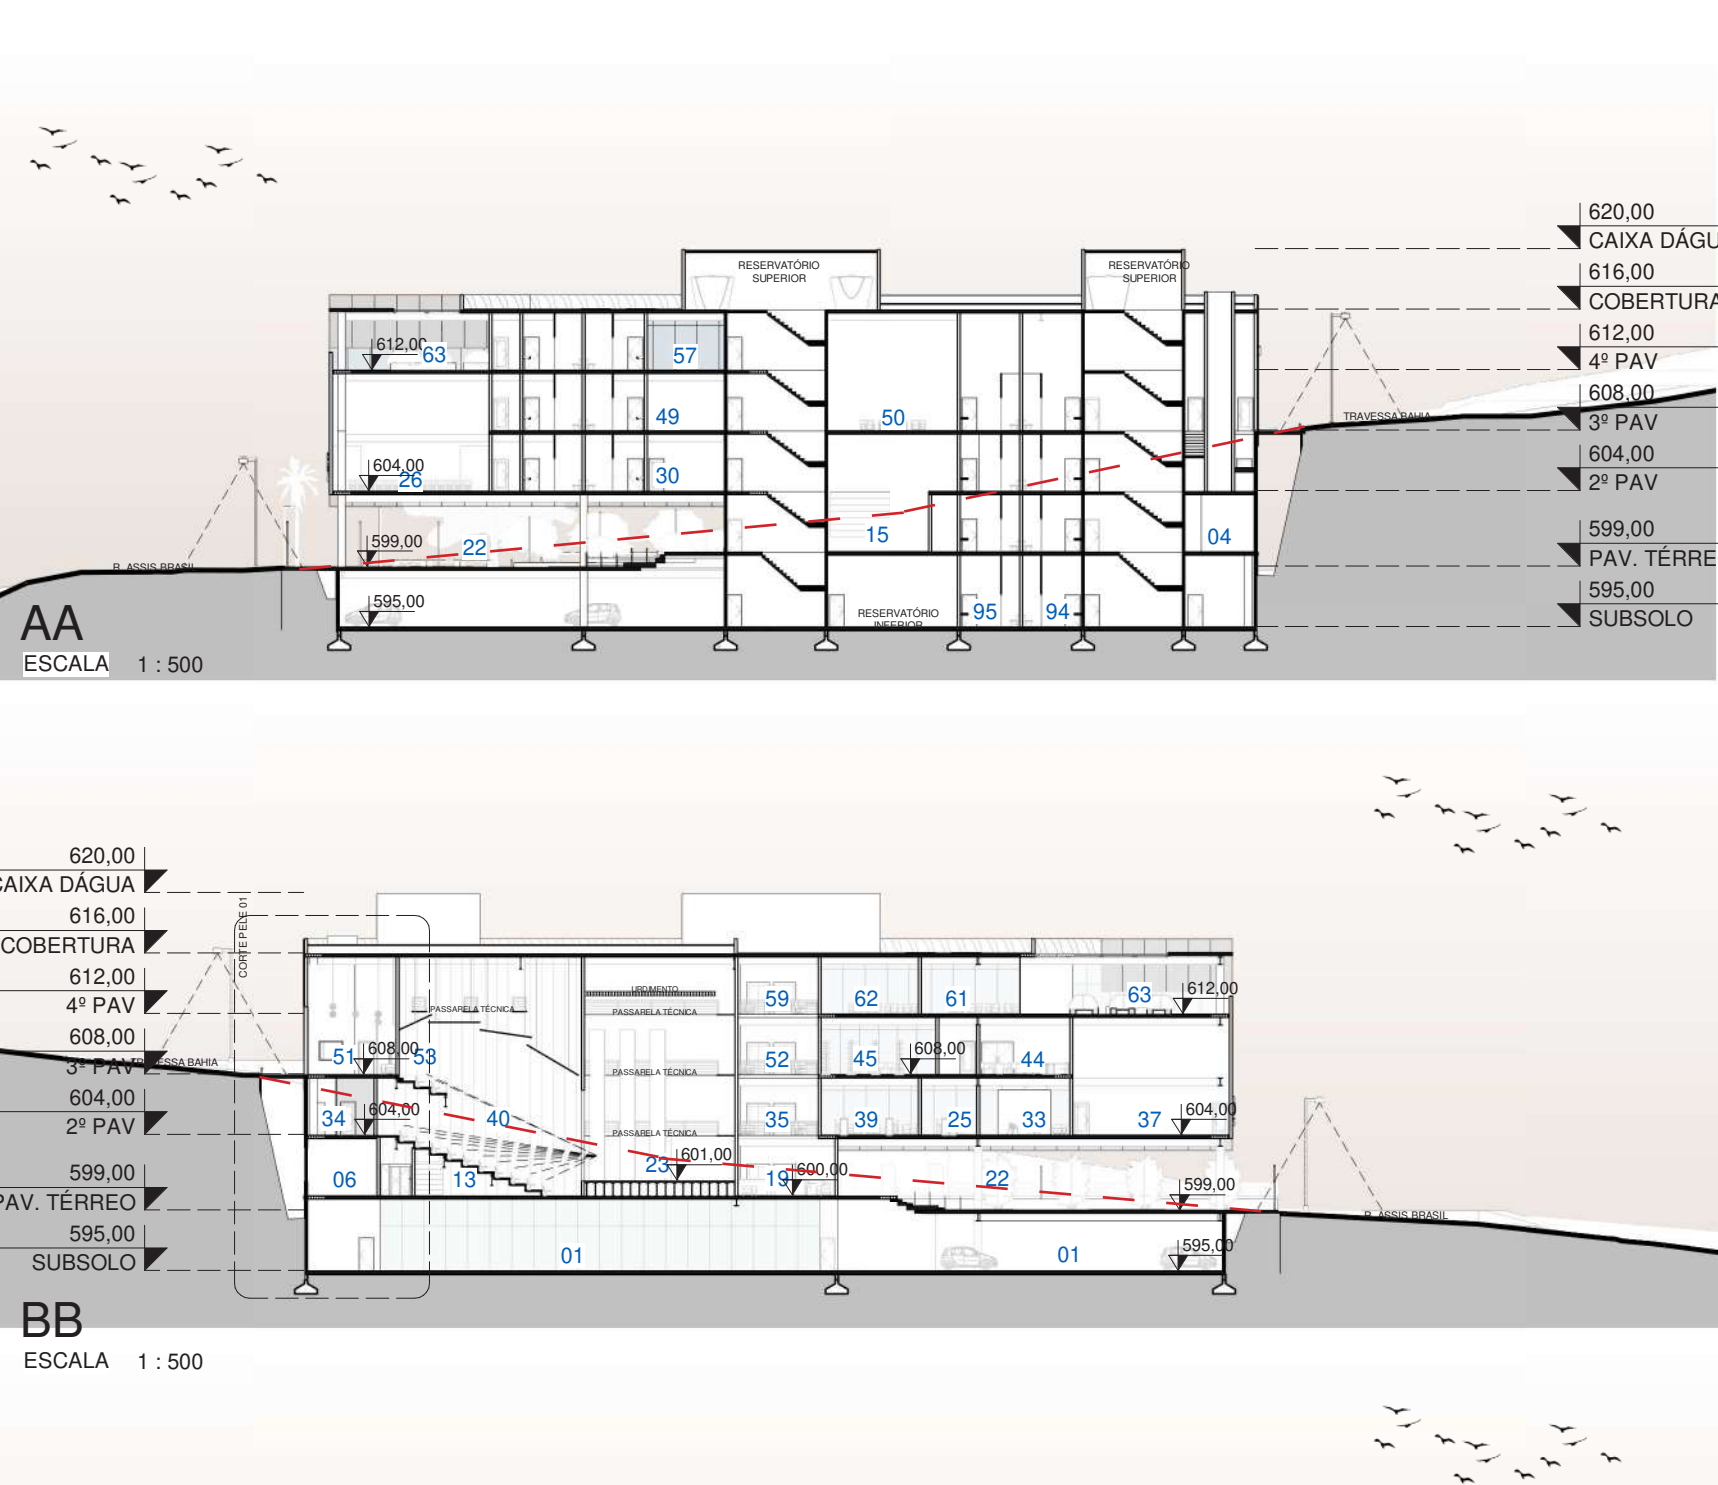 620,00
CAIXA DÁGU
RESERVATÓRIO
SUPERIOR
RESERVATÓRIO
SUPERIOR
616,00
COBERTURA
612,00
63
57
612,00
4º PAV
49
50
608,00
TRAVESSA BAHIA
3º PAV
604,00
26
30
604,00
2º PAV
599,00
22
15
04
599,00
PAV. TÉRRE
R. ASSIS BRASIL
595,00
RESERVATÓRIO
INFERIOR
95
94
595,00
SUBSOLO
AA
ESCALA 1 : 500
620,00
CAIXA DÁGUA
616,00
COBERTURA
CORTE PELE 01
612,00
4º PAV
URDIMENTO
PASSARELA TÉCNICA
PASSARELA TÉCNICA
59
62
61
63
612,00
608,00
3º PAV
TRAVESSA BAHIA
51
608,00
53
PASSARELA TÉCNICA
52
45
608,00
44
604,00
2º PAV
34
604,00
40
PASSARELA TÉCNICA
35
39
25
33
37
604,00
599,00
PAV. TÉRREO
06
13
23
601,00
19
600,00
22
599,00
R. ASSIS BRASIL
595,00
SUBSOLO
01
01
595,00
BB
ESCALA 1 : 500